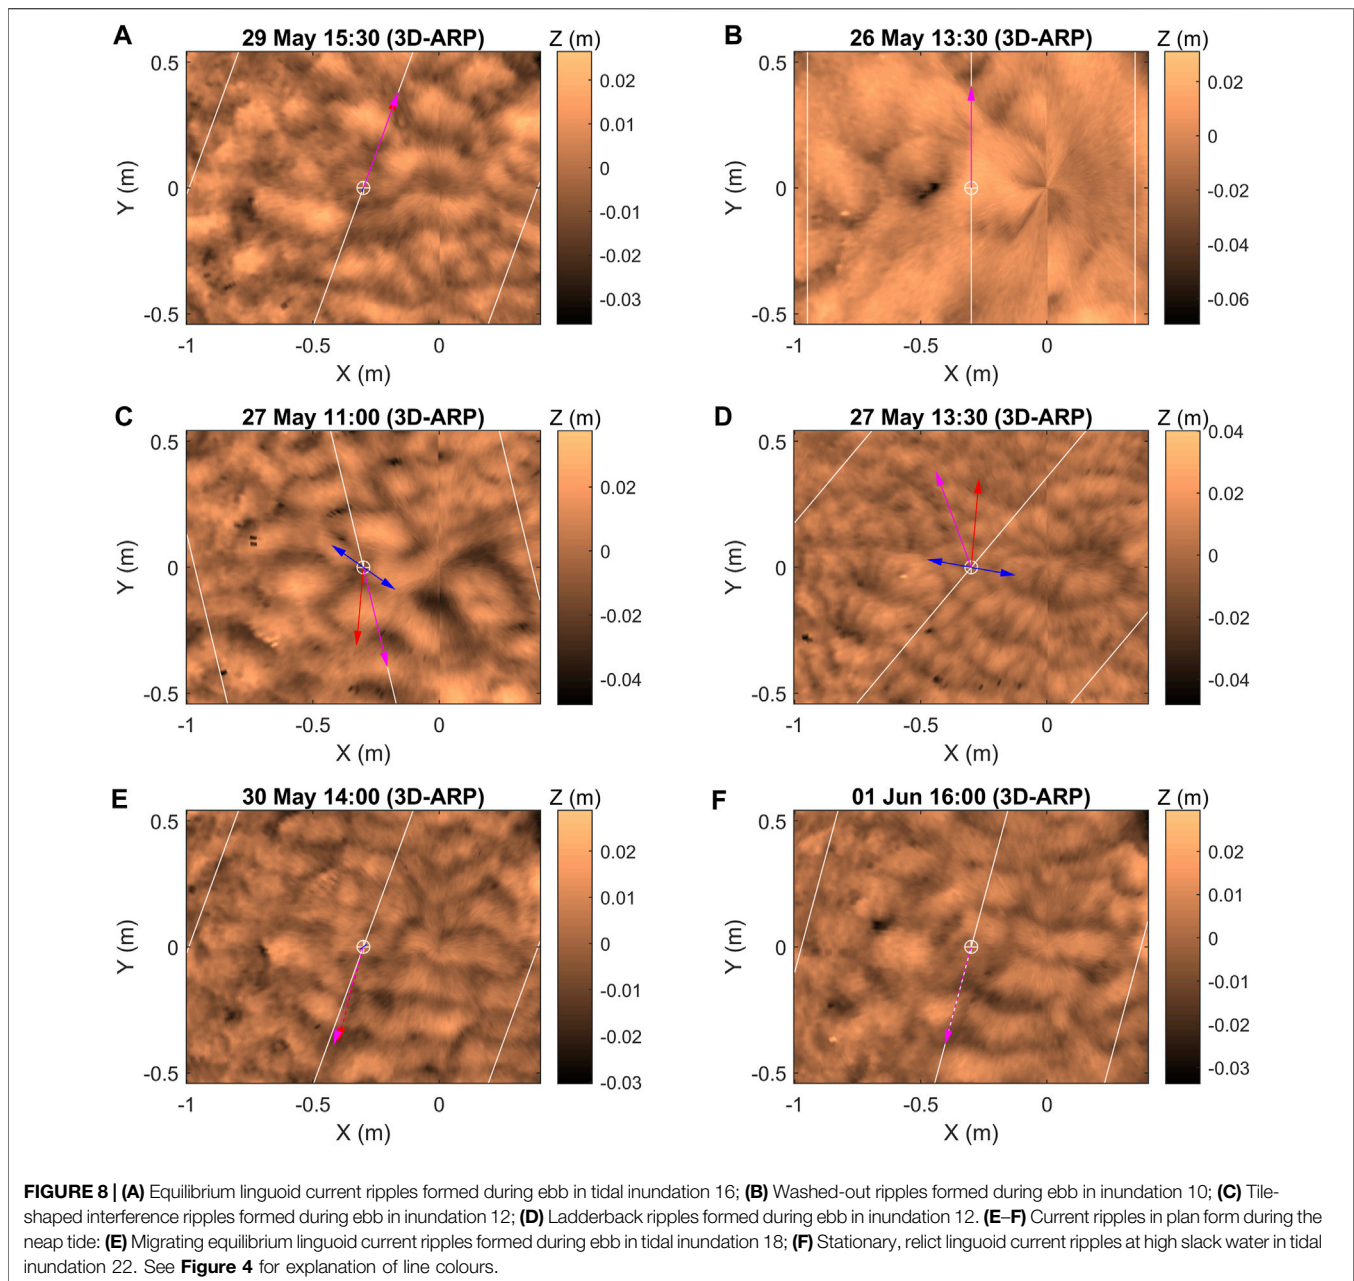 A
29 May 15:30 (3D-ARP)
Z (m)
0.5
0
-0.5
Y (m)
-1
-0.5
0
X (m)
0.02
0.01
0
-0.01
-0.02
-0.03
B
26 May 13:30 (3D-ARP)
Z (m)
0.5
0
-0.5
Y (m)
-1
-0.5
0
X (m)
0.02
0
-0.02
-0.04
-0.06
C
27 May 11:00 (3D-ARP)
Z (m)
0.5
0
-0.5
Y (m)
-1
-0.5
0
X (m)
0.02
0
-0.02
-0.04
D
27 May 13:30 (3D-ARP)
Z (m)
0.5
0
-0.5
Y (m)
-1
-0.5
0
X (m)
0.04
0.02
0
-0.02
-0.04
E
30 May 14:00 (3D-ARP)
Z (m)
0.5
0
-0.5
Y (m)
-1
-0.5
0
X (m)
0.02
0.01
0
-0.01
-0.02
-0.03
F
01 Jun 16:00 (3D-ARP)
Z (m)
0.5
0
-0.5
Y (m)
-1
-0.5
0
X (m)
0.02
0.01
0
-0.01
-0.02
-0.03
FIGURE 8 | (A) Equilibrium linguoid current ripples formed during ebb in tidal inundation 16; (B) Washed-out ripples formed during ebb in inundation 10; (C) Tile-
shaped interference ripples formed during ebb in inundation 12; (D) Ladderback ripples formed during ebb in inundation 12. (E–F) Current ripples in plan form during the
neap tide: (E) Migrating equilibrium linguoid current ripples formed during ebb in tidal inundation 18; (F) Stationary, relict linguoid current ripples at high slack water in tidal
inundation 22. See Figure 4 for explanation of line colours.